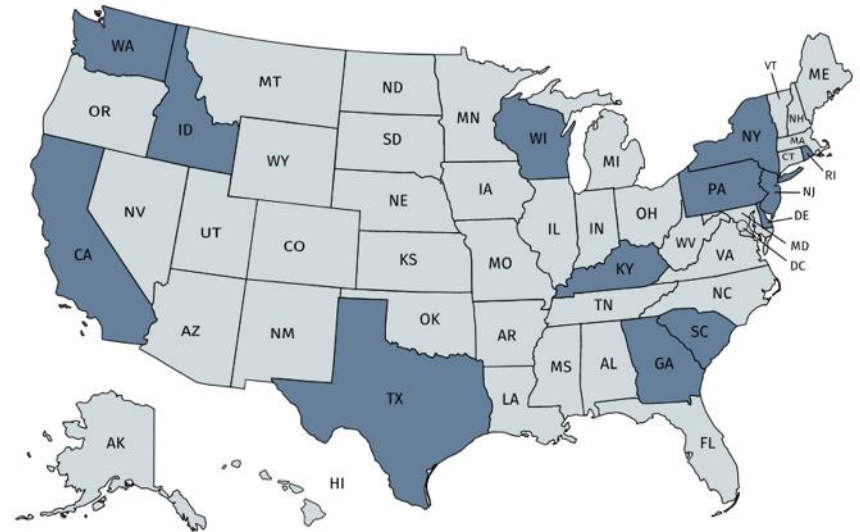 WA
MT
ND
MN
VT
ME
OR
ID
SD
WI
NY
NH
MA
WY
MI
CT
RI
NE
IA
PA
NJ
NV
UT
CO
IL
IN
OH
DE
CA
KS
MO
WV
VA
MD
KY
DC
AZ
NM
OK
TN
NC
AR
SC
TX
MS
AL
GA
LA
AK
HI
FL